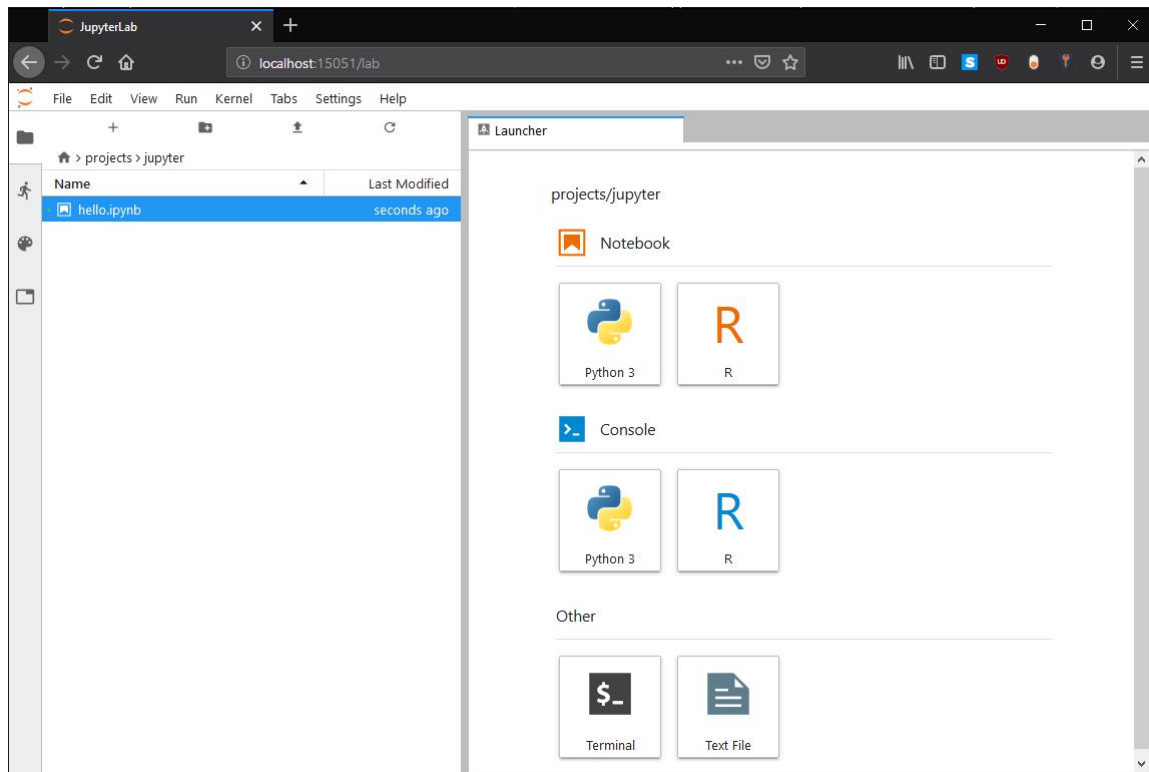 JupyterLab
localhost:15051/lab
File Edit View Run Kernel Tabs Settings Help
> projects > jupyter
Name Last Modified
hello.ipynb seconds ago
Launcher
projects/jupyter
Notebook
Python 3
R
R
Console
Python 3
R
R
Other
$_
Terminal
Text File